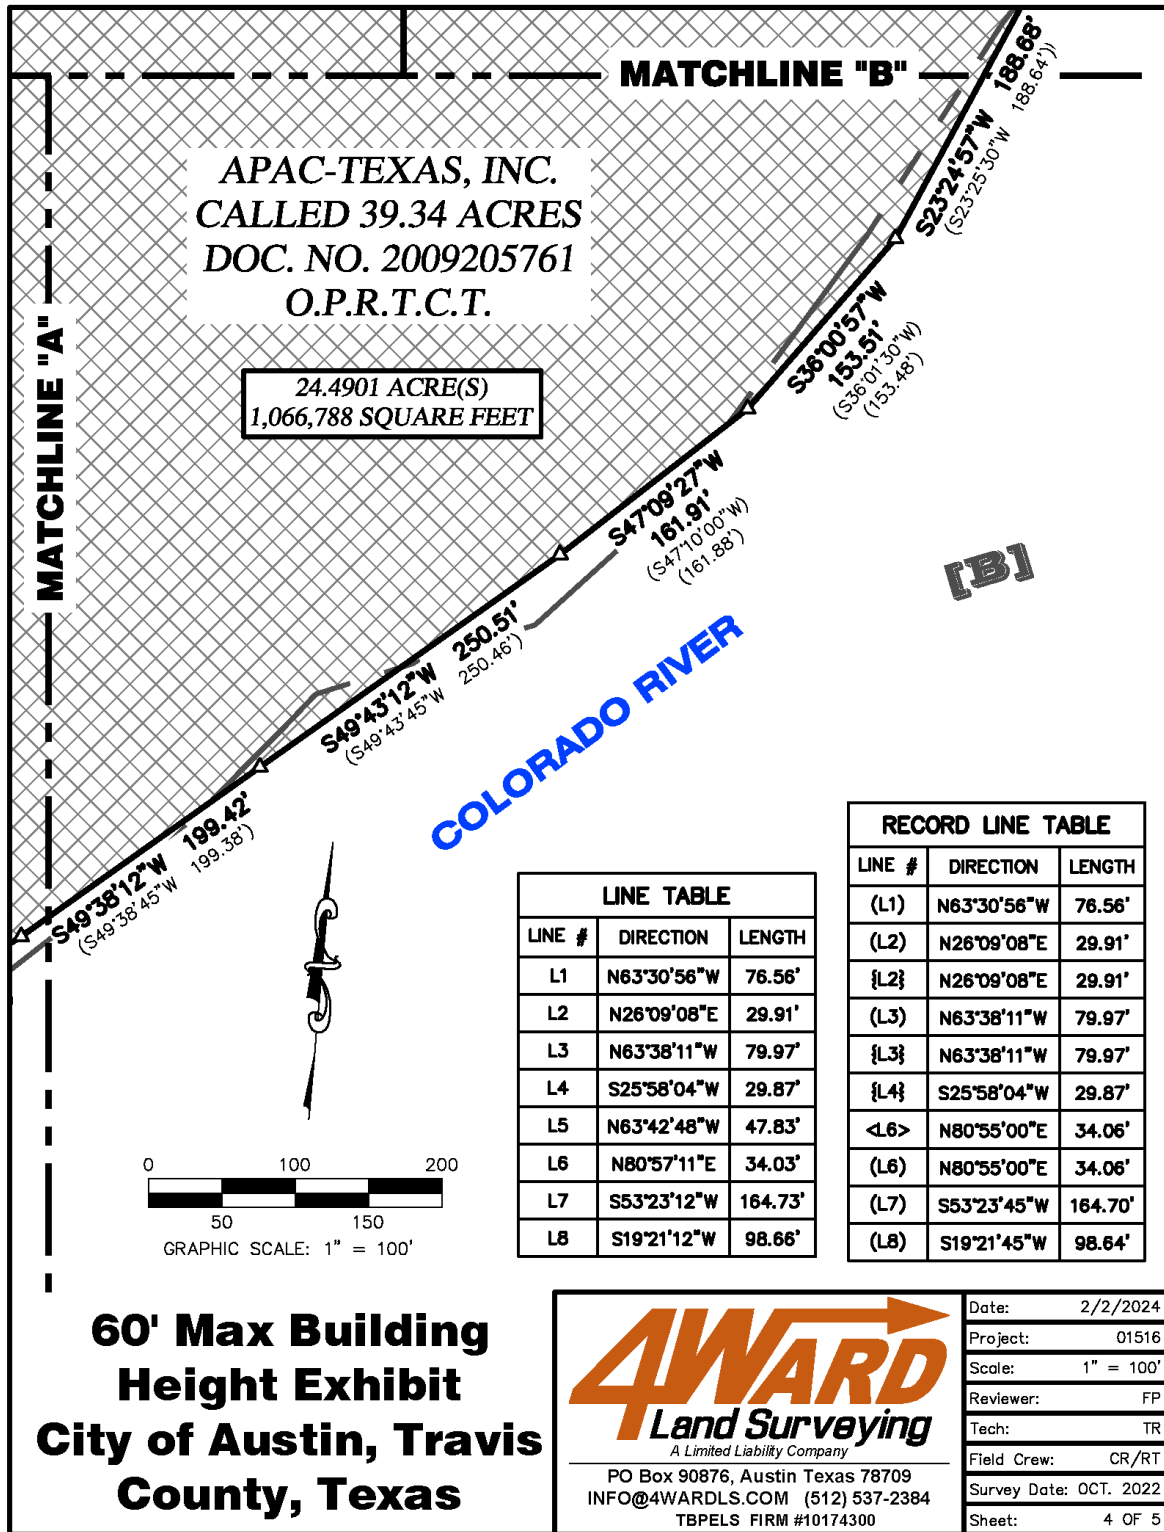 MATCHLINE "B"
188.68'
S23°24'57"W
188.64')
(S23°25'30"W
APAC-TEXAS, INC.
CALLED 39.34 ACRES
DOC. NO. 2009205761
O.P.R.T.C.T.
MATCHLINE "A"
24.4901 ACRE(S)
1,066,788 SQUARE FEET
S36°00'57"W
153.51'
(S36°01'30"W)
(153.48')
S47°09'27"W
161.91'
(S47°10'00"W)
(161.88')
[B]
S49°43'12"W 250.51'
(S49°43'45"W 250.46')
COLORADO RIVER
S49°38'12"W 199.42'
(S49°38'45"W 199.38')
LINE TABLE
LINE # DIRECTION LENGTH
L1 N63°30'56"W 76.56'
L2 N26°09'08"E 29.91'
L3 N63°38'11"W 79.97'
L4 S25°58'04"W 29.87'
L5 N63°42'48"W 47.83'
L6 N80°57'11"E 34.03'
L7 S53°23'12"W 164.73'
L8 S19°21'12"W 98.66'
RECORD LINE TABLE
LINE # DIRECTION LENGTH
(L1) N63°30'56"W 76.56'
(L2) N26°09'08"E 29.91'
{L2} N26°09'08"E 29.91'
(L3) N63°38'11"W 79.97'
{L3} N63°38'11"W 79.97'
{L4} S25°58'04"W 29.87'
<L6> N80°55'00"E 34.06'
(L6) N80°55'00"E 34.06'
(L7) S53°23'45"W 164.70'
(L8) S19°21'45"W 98.64'
0 100 200
50 150
GRAPHIC SCALE: 1" = 100'
60' Max Building
Height Exhibit
City of Austin, Travis
County, Texas
4WARD
Land Surveying
A Limited Liability Company
PO Box 90876, Austin Texas 78709
INFO@4WARDLS.COM (512) 537-2384
TBPELS FIRM #10174300
Date: 2/2/2024
Project: 01516
Scale: 1" = 100'
Reviewer: FP
Tech: TR
Field Crew: CR/RT
Survey Date: OCT. 2022
Sheet: 4 OF 5